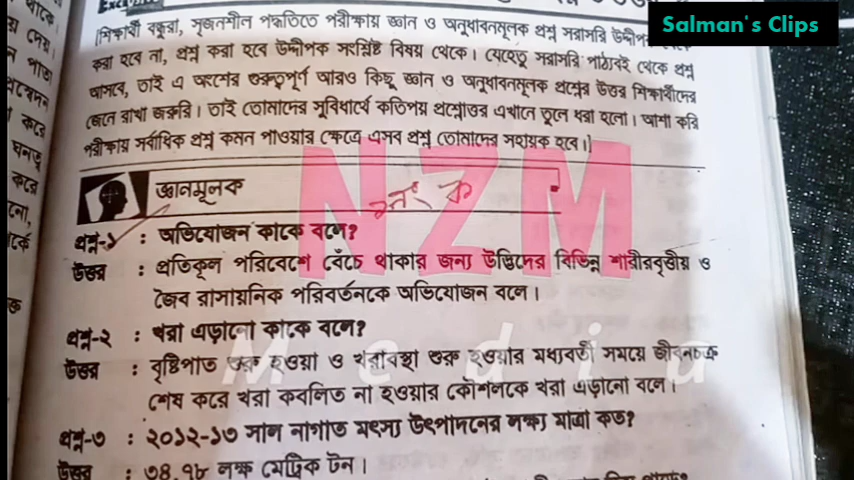 Salman's Clips
[শিক্ষার্থী বন্ধুরা, সৃজনশীল পদ্ধতিতে পরীক্ষায় জ্ঞান ও অনুধাবনমূলক প্রশ্ন সরাসরি উদ্দীপক থেকে
করা হবে না, প্রশ্ন করা হবে উদ্দীপক সংশ্লিষ্ট বিষয় থেকে। যেহেতু সরাসরি পাঠ্যবই থেকে প্রশ্ন
আসবে, তাই এ অংশের গুরুত্বপূর্ণ আরও কিছু জ্ঞান ও অনুধাবনমূলক প্রশ্নের উত্তর শিক্ষার্থীদের
জেনে রাখা জরুরি। তাই তোমাদের সুবিধার্থে কতিপয় প্রশ্নোত্তর এখানে তুলে ধরা হলো। আশা করি
পরীক্ষায় সর্বাধিক প্রশ্ন কমন পাওয়ার ক্ষেত্রে এসব প্রশ্ন তোমাদের সহায়ক হবে।]
জ্ঞানমূলক
১নং ক
NZM
Media
প্রশ্ন-১ : অভিযোজন কাকে বলে?
উত্তর : প্রতিকূল পরিবেশে বেঁচে থাকার জন্য উদ্ভিদের বিভিন্ন শারীরবৃত্তীয় ও
জৈব রাসায়নিক পরিবর্তনকে অভিযোজন বলে।
প্রশ্ন-২ : খরা এড়ানো কাকে বলে?
উত্তর : বৃষ্টিপাত শুরু হওয়া ও খরাবস্থা শুরু হওয়ার মধ্যবর্তী সময়ে জীবনচক্র
শেষ করে খরা কবলিত না হওয়ার কৌশলকে খরা এড়ানো বলে।
প্রশ্ন-৩ : ২০১২-১৩ সাল নাগাত মৎস্য উৎপাদনের লক্ষ্য মাত্রা কত?
উত্তর : ৩৪.৭৮ লক্ষ মেট্রিক টন।